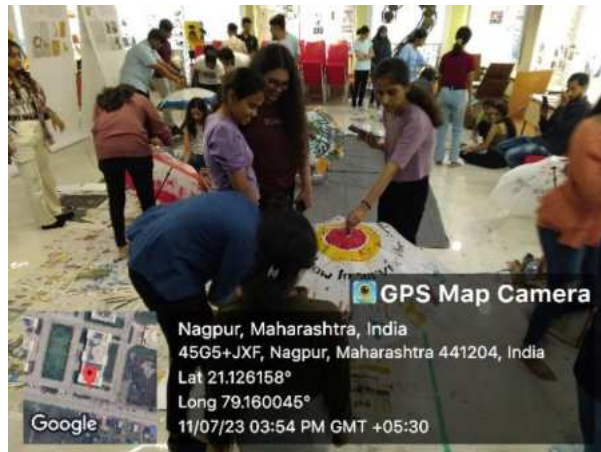 GPS Map Camera
Nagpur, Maharashtra, India
45G5+JXF, Nagpur, Maharashtra 441204, India
Lat 21.126158°
Long 79.160045°
11/07/23 03:54 PM GMT +05:30
Google